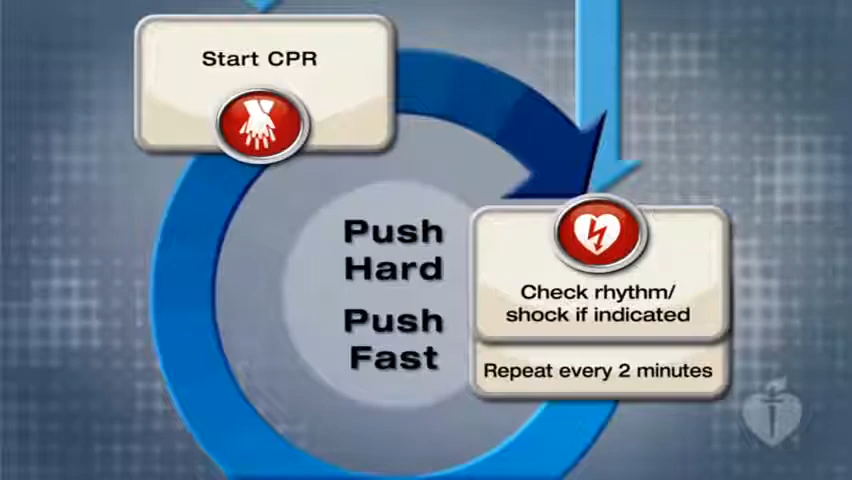 Start CPR
Push
Hard
Push
Fast
Check rhythm/
shock if indicated
Repeat every 2 minutes